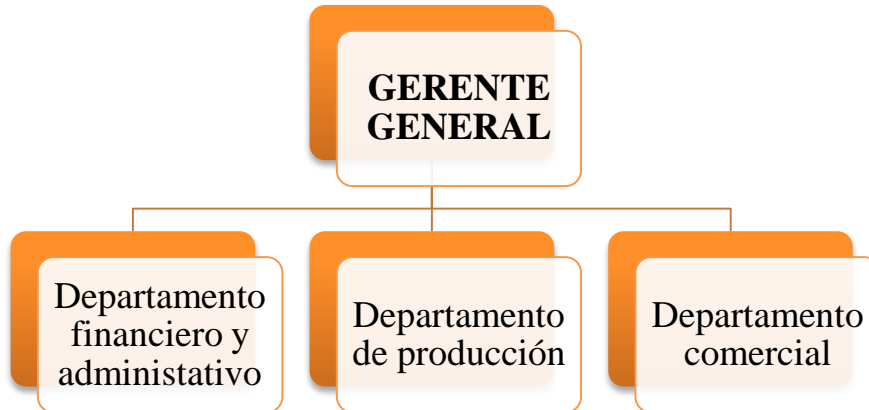 GERENTE
GENERAL
Departamento
financiero y
administativo
Departamento
de producción
Departamento
comercial